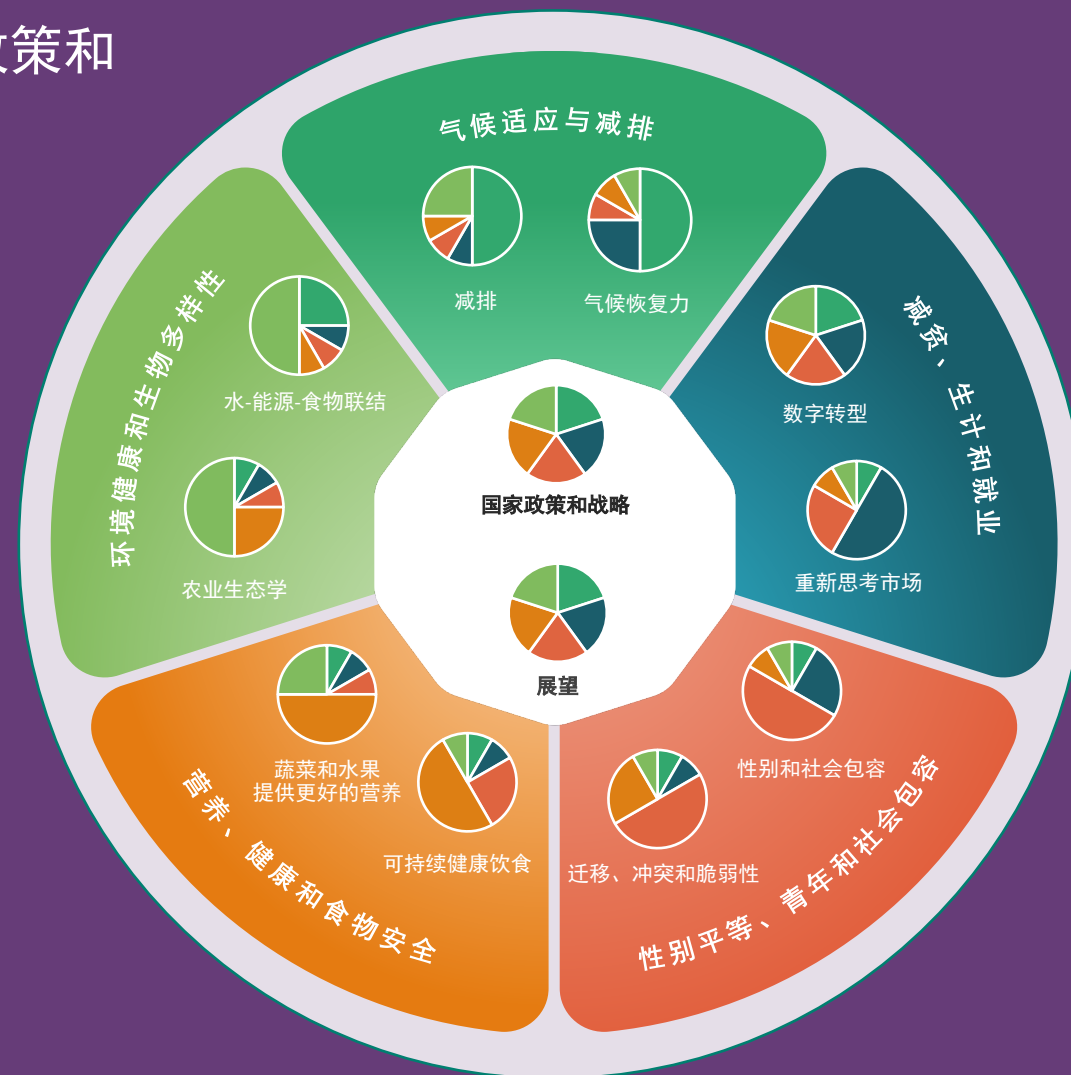 策和
气候适应与减排
减排
气候恢复力
减贫、生计和就业
数字转型
重新思考市场
性别平等、青年和社会包容
性别和社会包容
迁移、冲突和脆弱性
营养、健康和食物安全
蔬菜和水果
提供更好的营养
可持续健康饮食
环境健康和生物多样性
水-能源-食物联结
农业生态学
国家政策和战略
展望